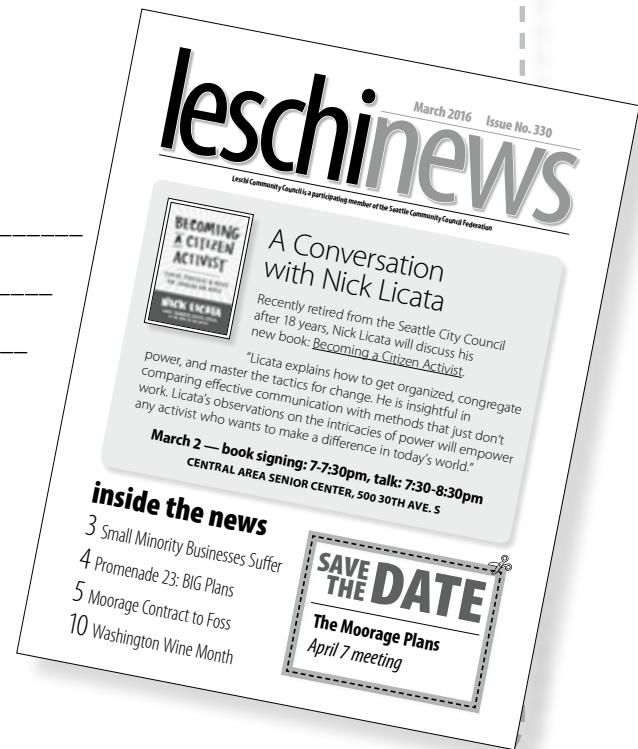 March 2016 Issue No. 330
leschinews
Leschi Community Council is a participating member of the Seattle Community Council Federation
BECOMING
A CITIZEN
ACTIVIST
NICK LICATA
A Conversation
with Nick Licata
Recently retired from the Seattle City Council
after 18 years, Nick Licata will discuss his
new book: Becoming a Citizen Activist.
"Licata explains how to get organized, congregate
power, and master the tactics for change. He is insightful in
comparing effective communication with methods that just don't
work. Licata's observations on the intricacies of power will empower
any activist who wants to make a difference in today's world."
March 2 — book signing: 7-7:30pm, talk: 7:30-8:30pm
CENTRAL AREA SENIOR CENTER, 500 30TH AVE. S
inside the news
3 Small Minority Businesses Suffer
4 Promenade 23: BIG Plans
5 Moorage Contract to Foss
10 Washington Wine Month
SAVE
THE DATE
The Moorage Plans
April 7 meeting